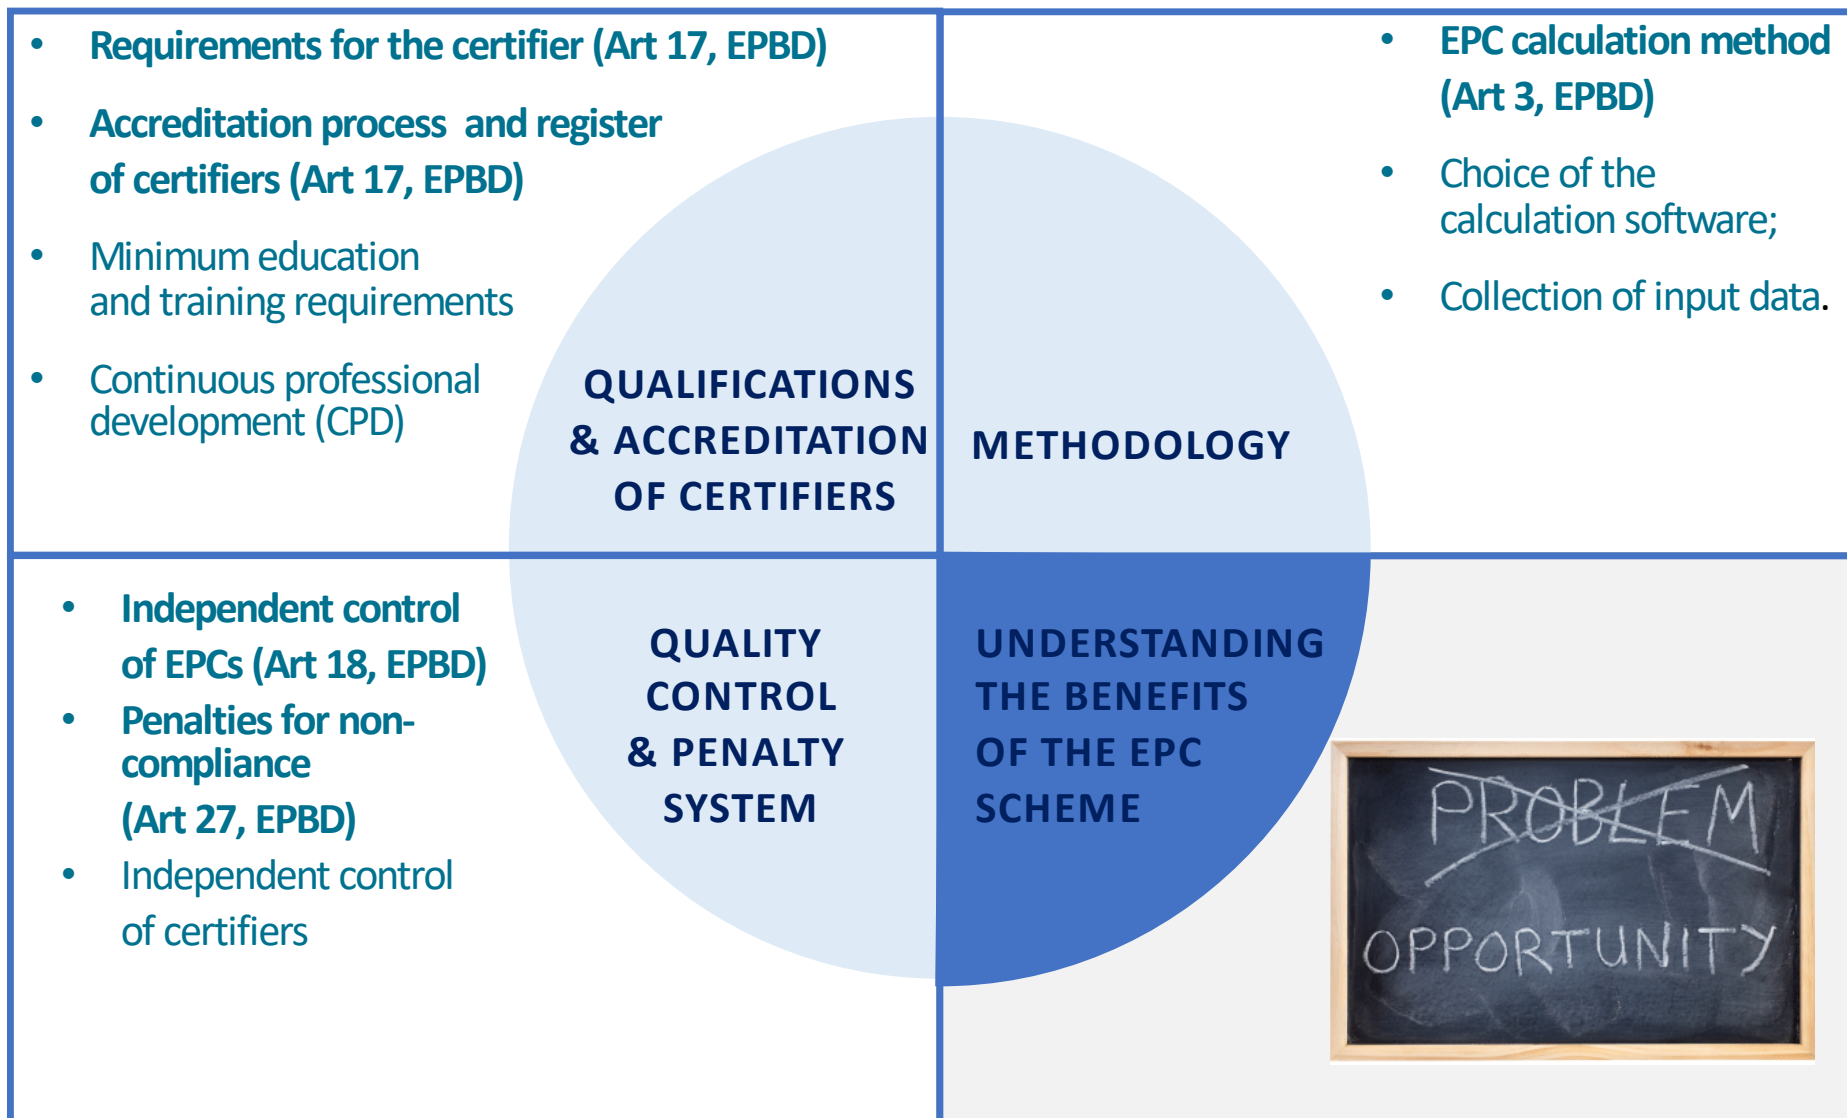 • Requirements for the certifier (Art 17, EPBD)
• Accreditation process and register
of certifiers (Art 17, EPBD)
• Minimum education
and training requirements
• Continuous professional
development (CPD)
QUALIFICATIONS
& ACCREDITATION
OF CERTIFIERS
• EPC calculation method
(Art 3, EPBD)
• Choice of the
calculation software;
• Collection of input data.
METHODOLOGY
• Independent control
of EPCs (Art 18, EPBD)
• Penalties for non-
compliance
(Art 27, EPBD)
• Independent control
of certifiers
QUALITY
CONTROL
& PENALTY
SYSTEM
UNDERSTANDING
THE BENEFITS
OF THE EPC
SCHEME
PROBLEM
OPPORTUNITY